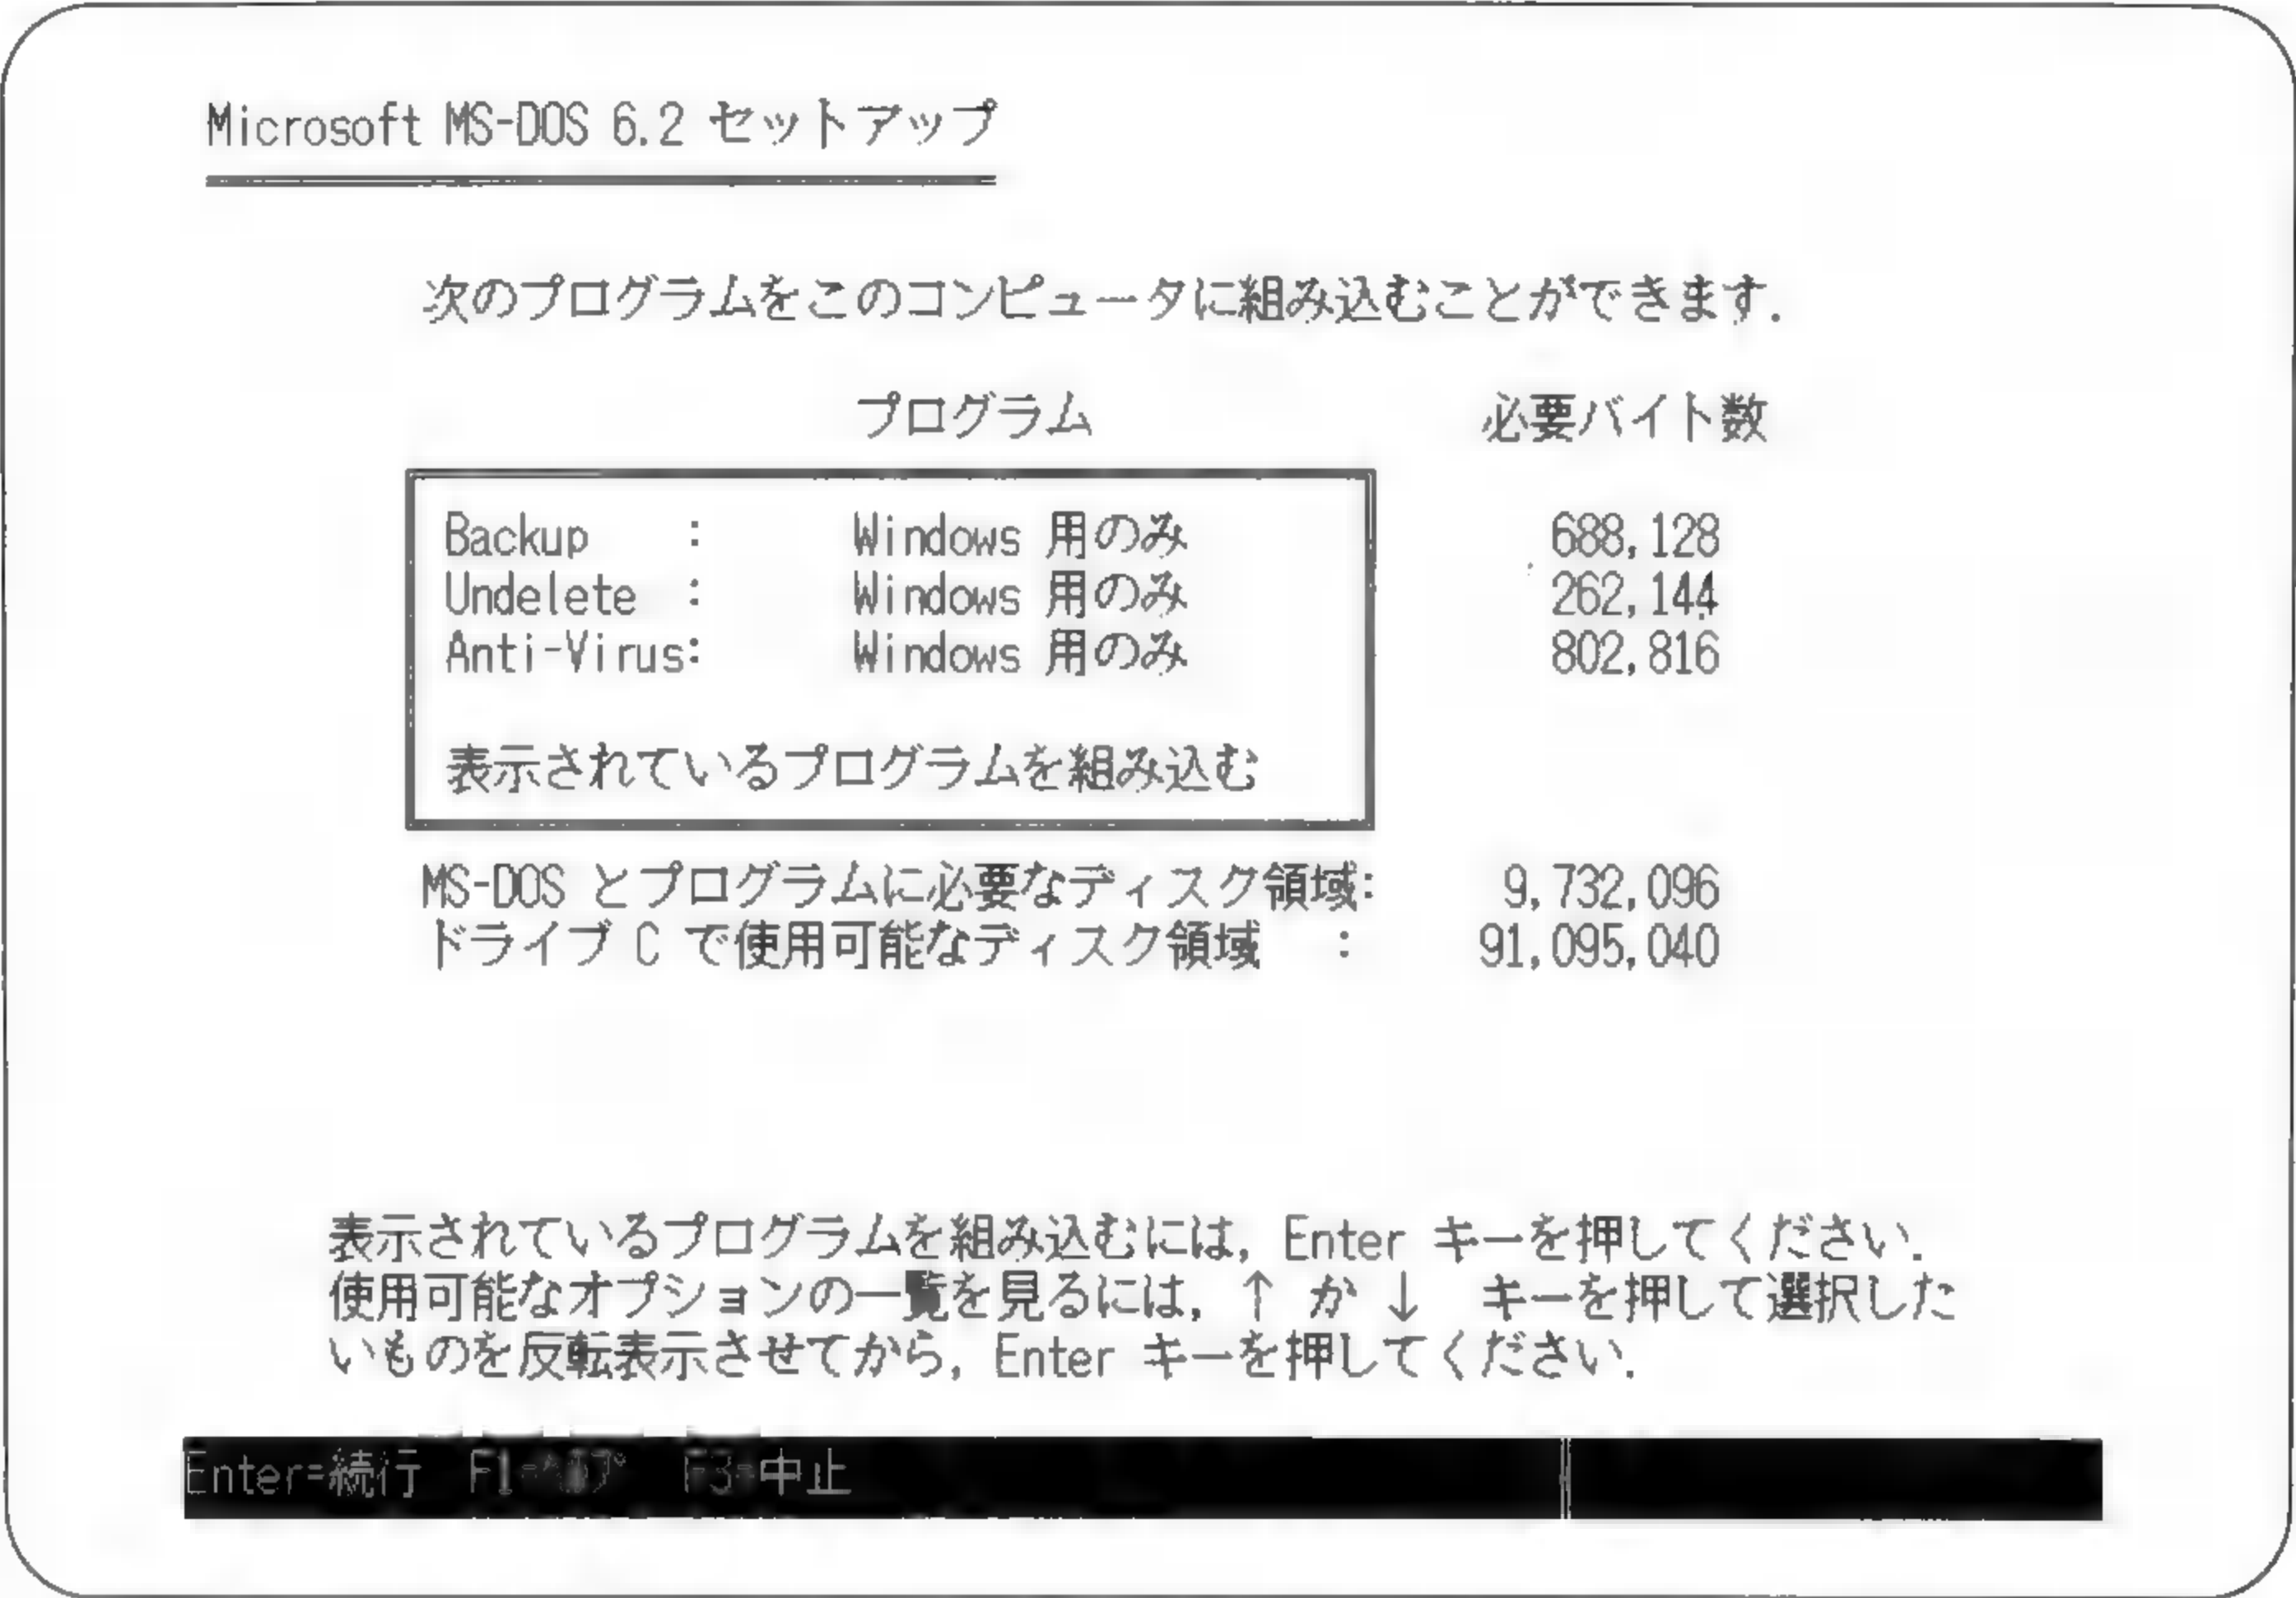 Microsoft MS-DOS 6.2 セットアップ
次のプログラムをこのコンピュータに組み込むことができます.
プログラム 必要バイト数
Backup : Windows 用のみ 688,128
Undelete : Windows 用のみ 262,144
Anti-Virus: Windows 用のみ 802,816
表示されているプログラムを組み込む
MS-DOS とプログラムに必要なディスク領域: 9,732,096
ドライブ C で使用可能なディスク領域 : 91,095,040
表示されているプログラムを組み込むには, Enter キーを押してください.
使用可能なオプションの一覧を見るには, ↑ か ↓ キーを押して選択した
いものを反転表示させてから, Enter キーを押してください.
Enter=続行 F1=ﾍﾙﾌﾟ F3=中止